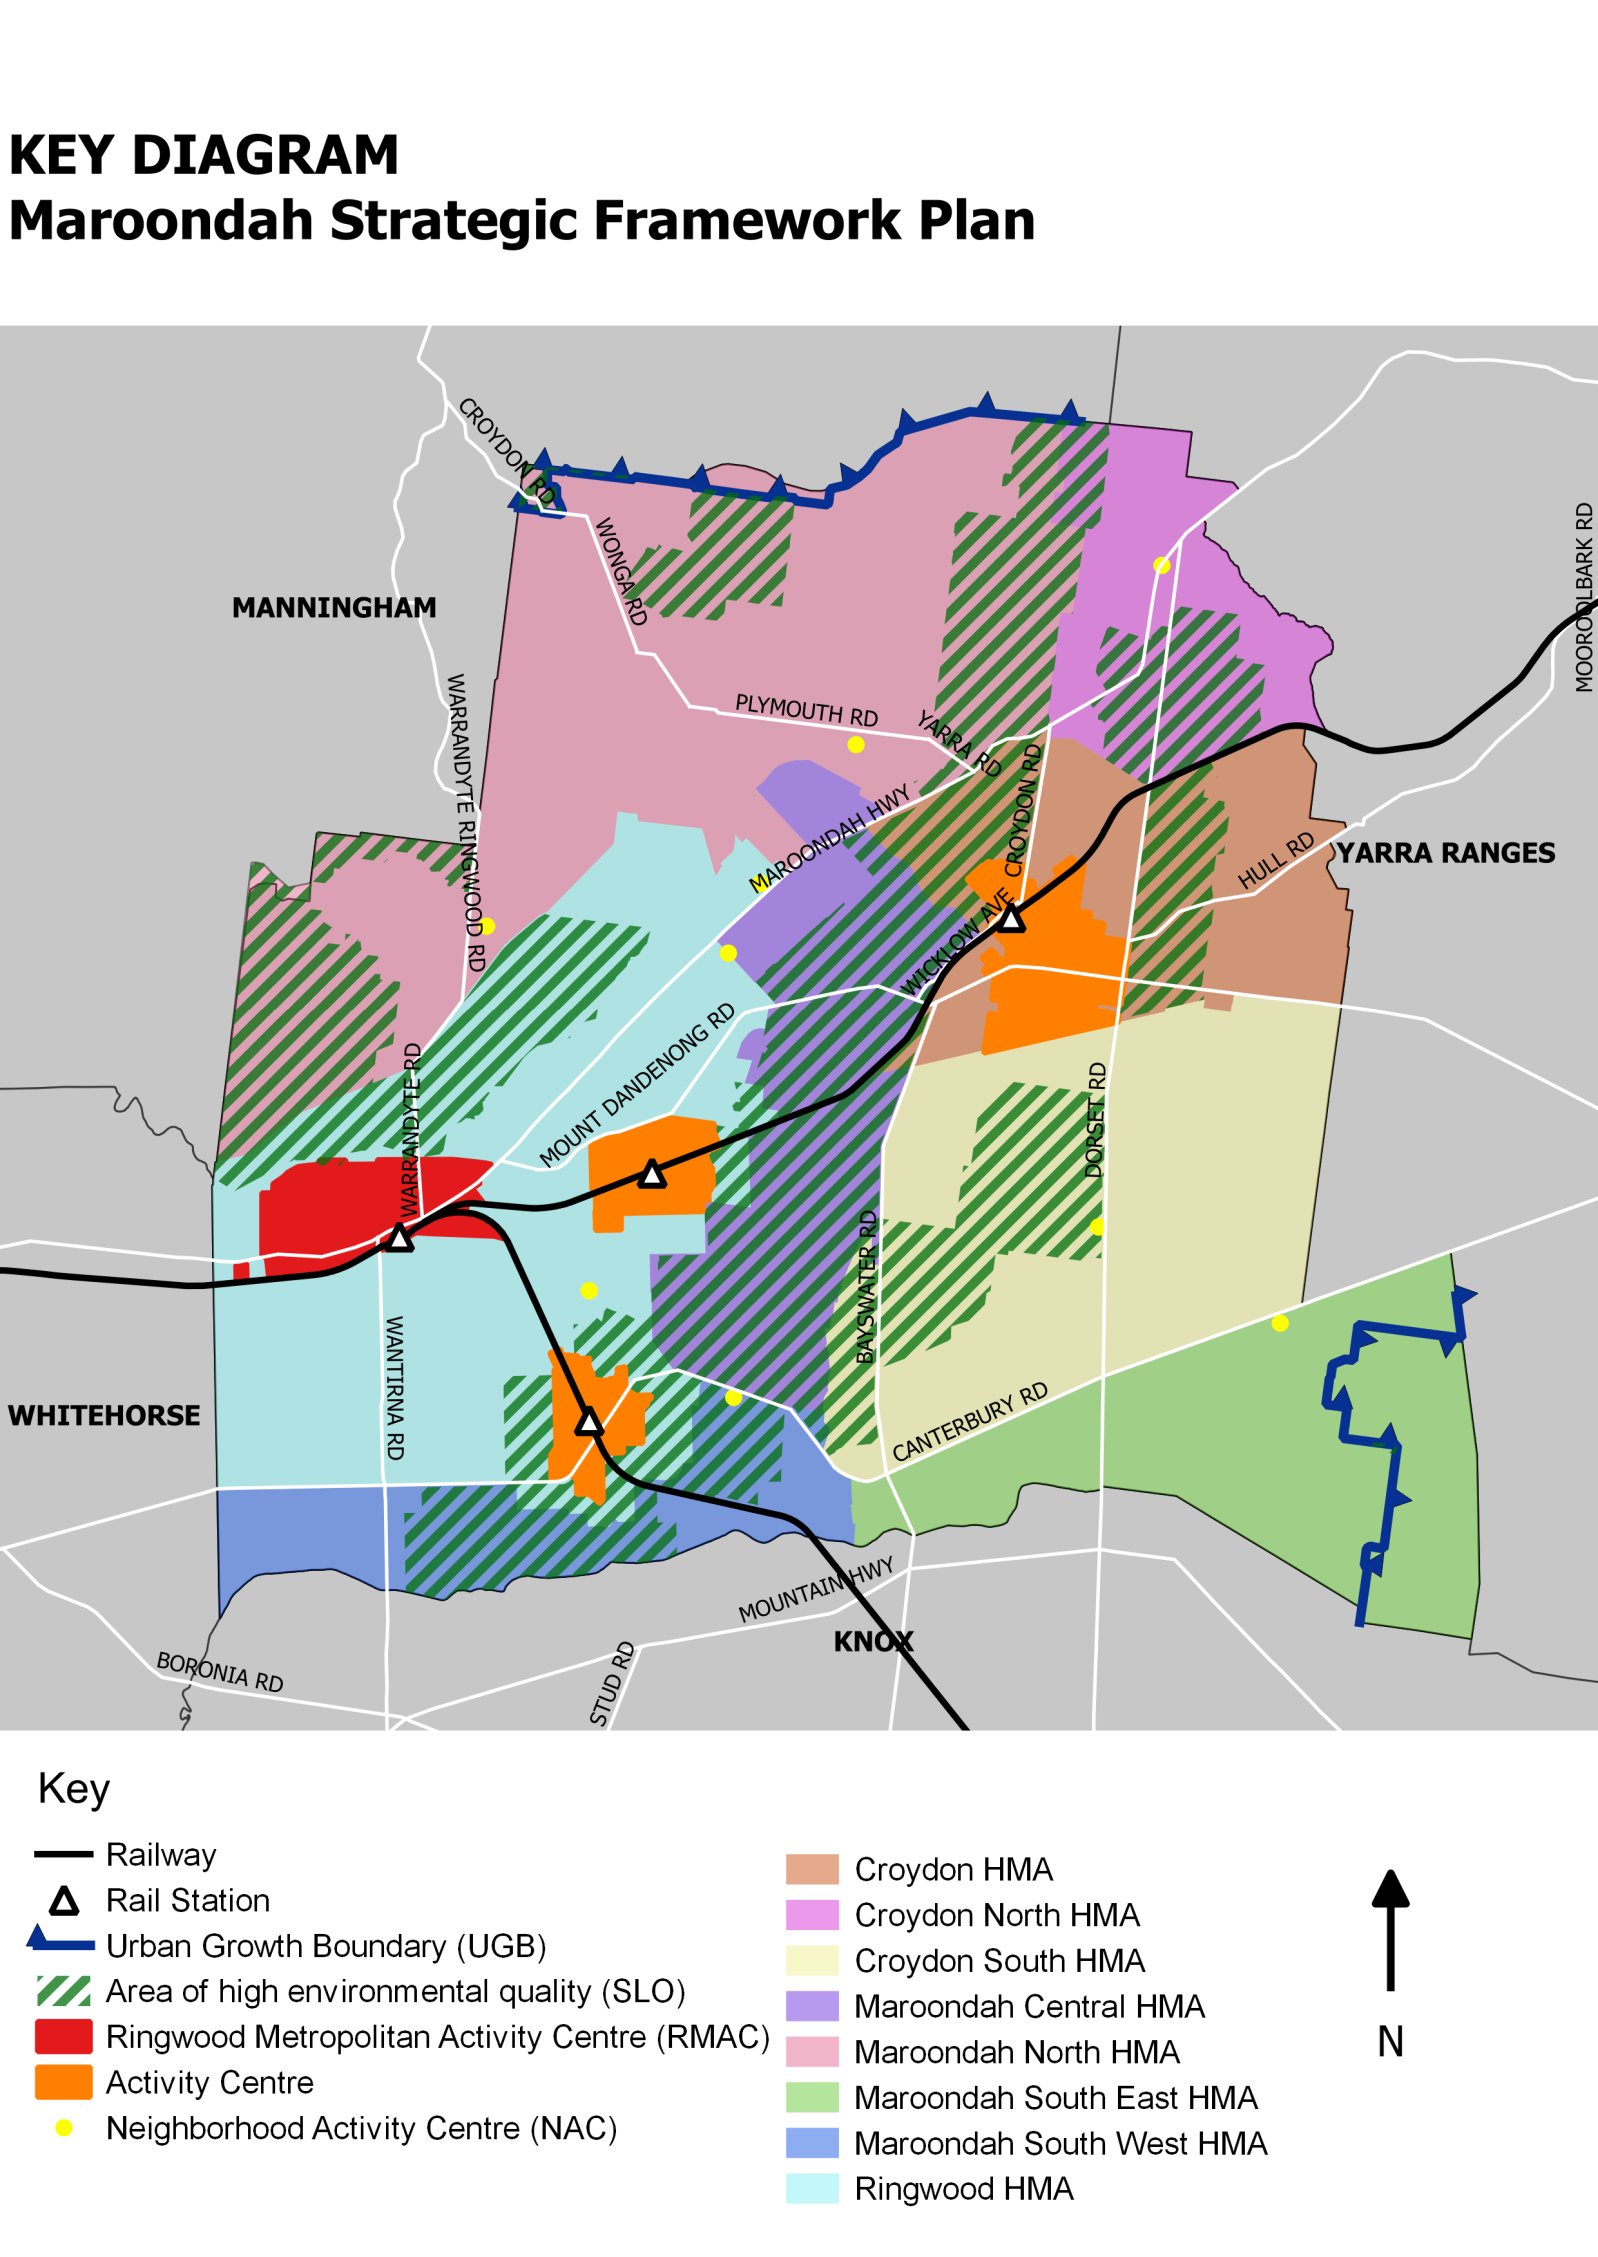 KEY DIAGRAM
Maroondah Strategic Framework Plan
CROYDON RD
WONGA RD
MOOROOLBARK RD
MANNINGHAM
WARRANDYTE RINGWOOD RD
PLYMOUTH RD
YARRA RD
CROYDON RD
MAROONDAH HWY
HULL RD
YARRA RANGES
WICKLOW AVE
MOUNT DANDENONG RD
WARRANDYTE RD
DORSET RD
BAYSWATER RD
WANTIRNA RD
WHITEHORSE
CANTERBURY RD
MOUNTAIN HWY
KNOX
BORONIA RD
STUD RD
Key
Railway
Rail Station
Urban Growth Boundary (UGB)
Area of high environmental quality (SLO)
Ringwood Metropolitan Activity Centre (RMAC)
Activity Centre
Neighborhood Activity Centre (NAC)
Croydon HMA
Croydon North HMA
Croydon South HMA
Maroondah Central HMA
Maroondah North HMA
Maroondah South East HMA
Maroondah South West HMA
Ringwood HMA
N